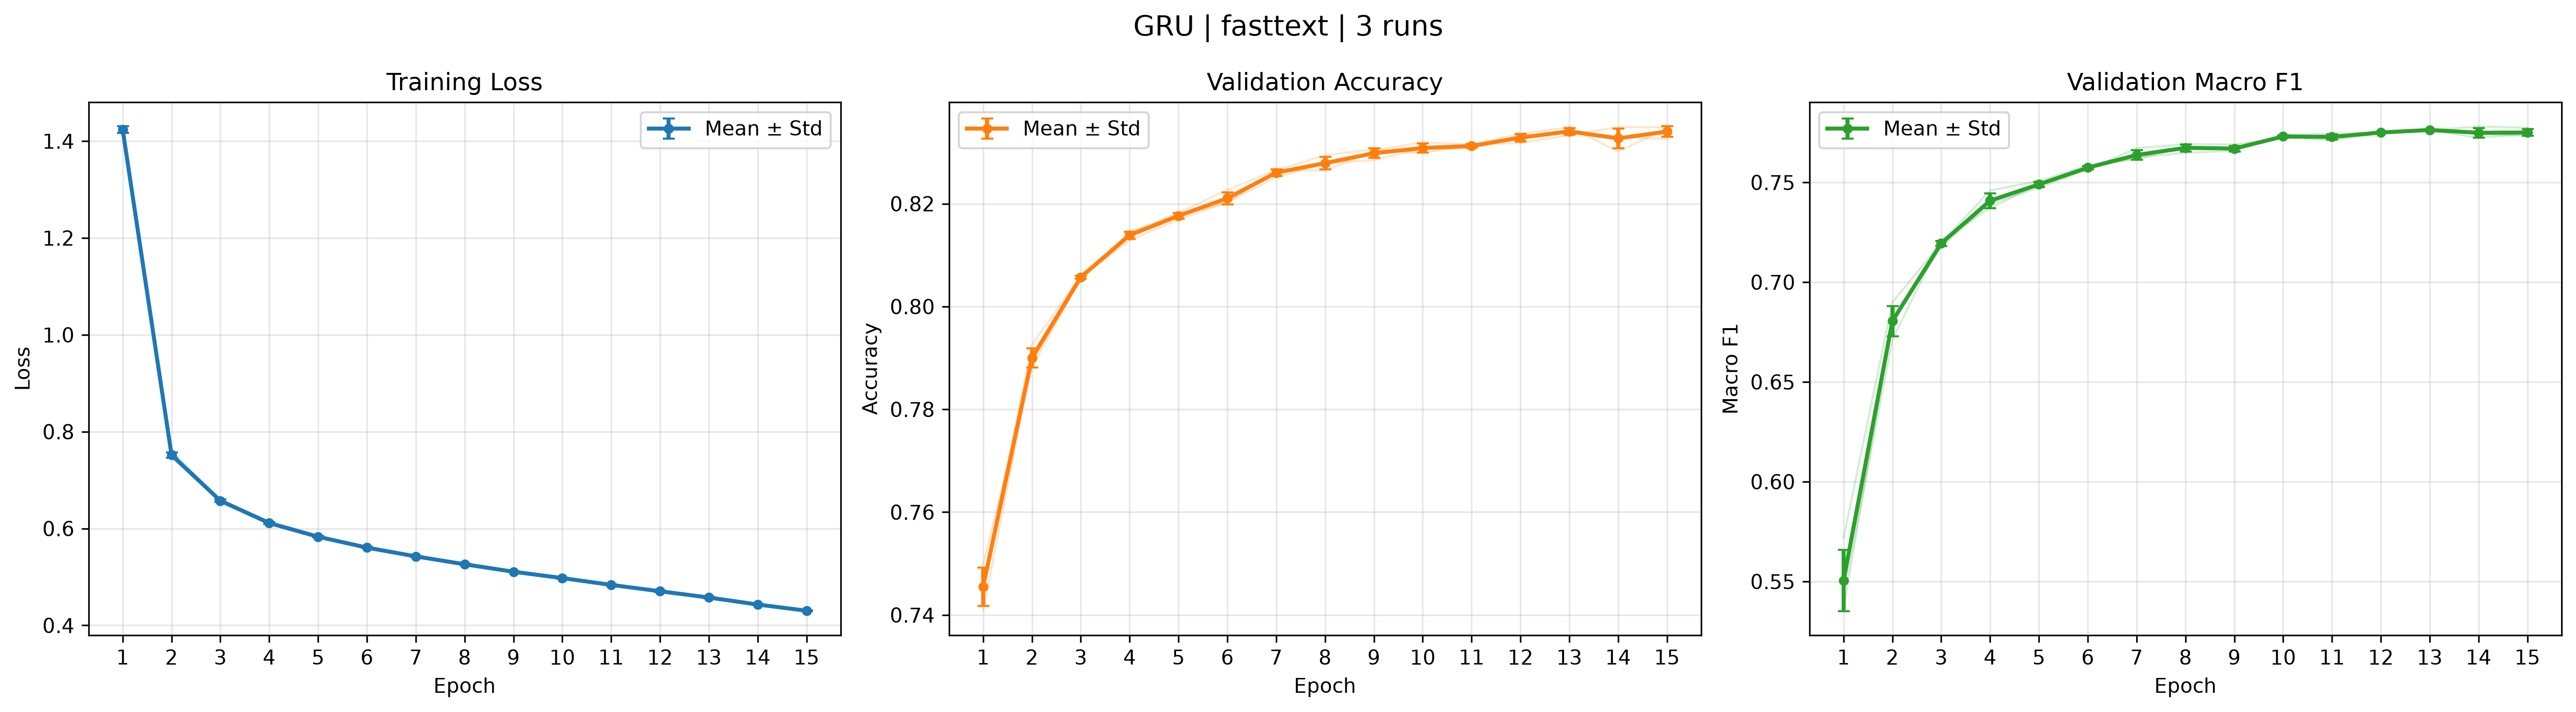 GRU | fasttext | 3 runs
Training Loss
Mean ± Std
1.4
1.2
1.0
0.8
0.6
0.4
Loss
1 2 3 4 5 6 7 8 9 10 11 12 13 14 15
Epoch
Validation Accuracy
Mean ± Std
0.82
0.80
0.78
0.76
0.74
Accuracy
1 2 3 4 5 6 7 8 9 10 11 12 13 14 15
Epoch
Validation Macro F1
Mean ± Std
0.75
0.70
0.65
0.60
0.55
Macro F1
1 2 3 4 5 6 7 8 9 10 11 12 13 14 15
Epoch